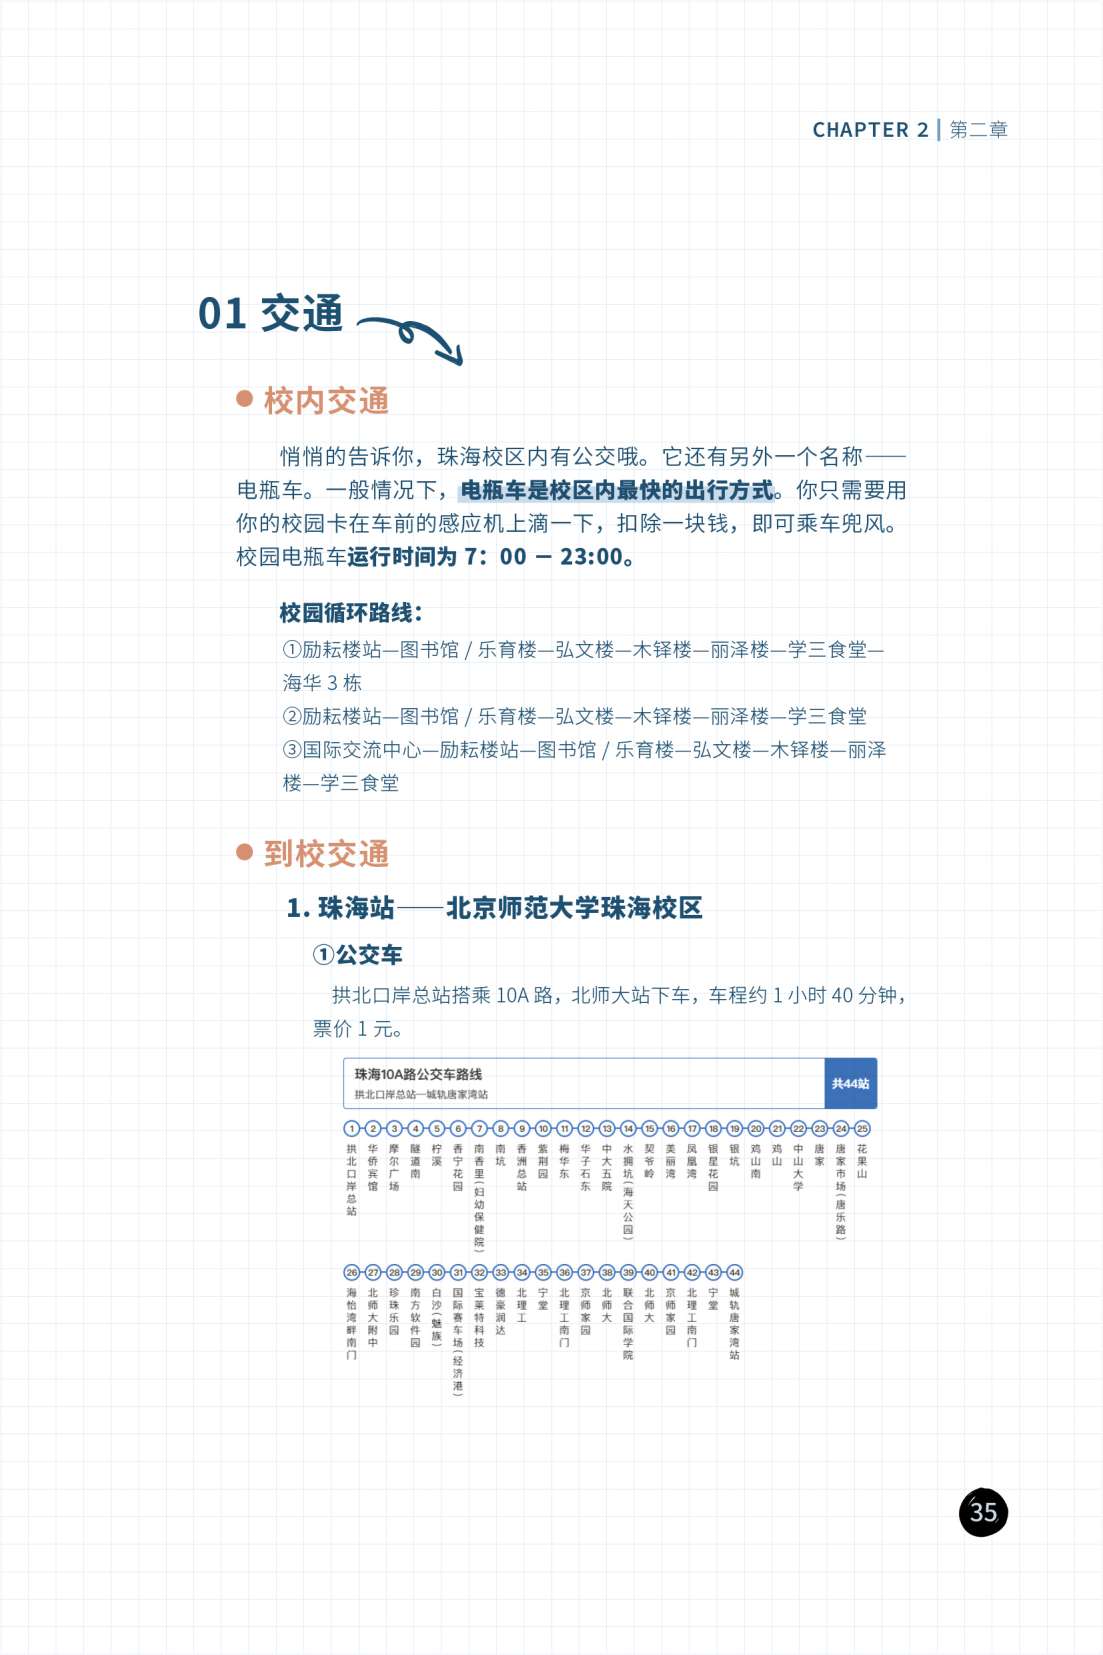 CHAPTER 2 | 第二章
01 交通
校内交通
悄悄的告诉你，珠海校区内有公交哦。它还有另外一个名称——
电瓶车。一般情况下，电瓶车是校区内最快的出行方式。你只需要用
你的校园卡在车前的感应机上滴一下，扣除一块钱，即可乘车兜风。
校园电瓶车运行时间为 7：00 － 23:00。
校园循环路线：
①励耘楼站—图书馆 / 乐育楼—弘文楼—木铎楼—丽泽楼—学三食堂—
海华 3 栋
②励耘楼站—图书馆 / 乐育楼—弘文楼—木铎楼—丽泽楼—学三食堂
③国际交流中心—励耘楼站—图书馆 / 乐育楼—弘文楼—木铎楼—丽泽
楼—学三食堂
到校交通
1. 珠海站——北京师范大学珠海校区
①公交车
拱北口岸总站搭乘 10A 路，北师大站下车，车程约 1 小时 40 分钟，
票价 1 元。
珠海10A路公交车路线
拱北口岸总站—城轨唐家湾站
共44站
1 2 3 4 5 6 7 8 9 10 11 12 13 14 15 16 17 18 19 20 21 22 23 24 25
拱北口岸总站
华侨宾馆
摩尔广场
隧道南
柠溪
香宁花园
南香里(妇幼保健院)
南坑
香洲总站
紫荆园
梅华东
华子石东
中大五院
水拥坑(海天公园)
契爷岭
美丽湾
凤凰湾
银星花园
银坑
鸡山南
鸡山
中山大学
唐家
唐家市场(唐乐路)
花果山
26 27 28 29 30 31 32 33 34 35 36 37 38 39 40 41 42 43 44
海怡湾畔南门
北师大附中
珍珠乐园
南方软件园
白沙(魅族)
国际赛车场(经济港)
宝莱特科技
德豪润达
北理工
宁堂
北理工南门
京师家园
北师大
联合国际学院
北师大
京师家园
北理工南门
宁堂
城轨唐家湾站
35